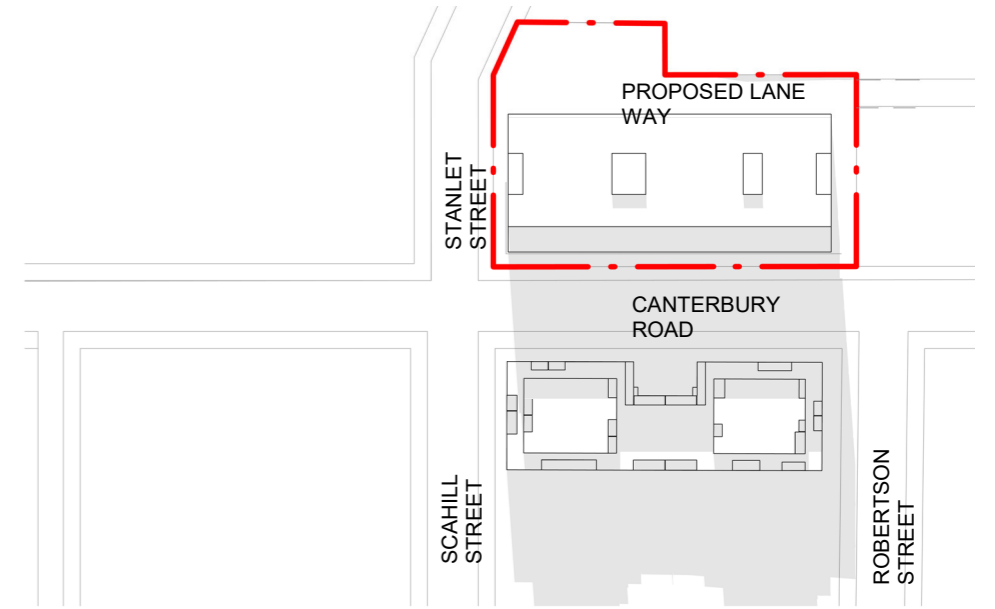 PROPOSED LANE
WAY
STANLET
STREET
CANTERBURY
ROAD
SCAHILL
STREET
ROBERTSON
STREET